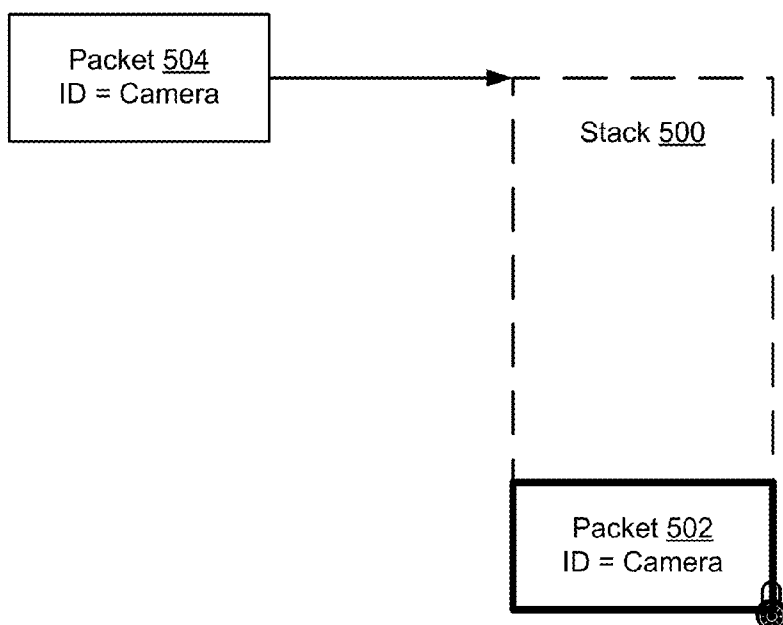 Packet 504
ID = Camera
Stack 500
Packet 502
ID = Camera